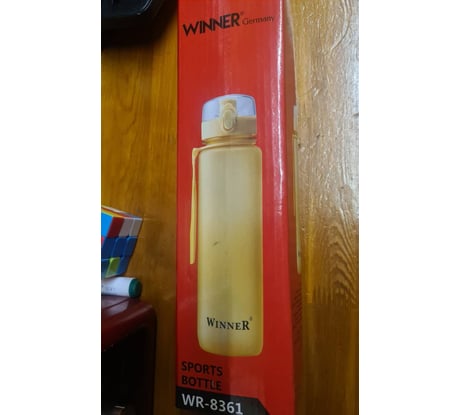 WINNER® Germany
WINNER®
SPORTS
BOTTLE
WR-8361